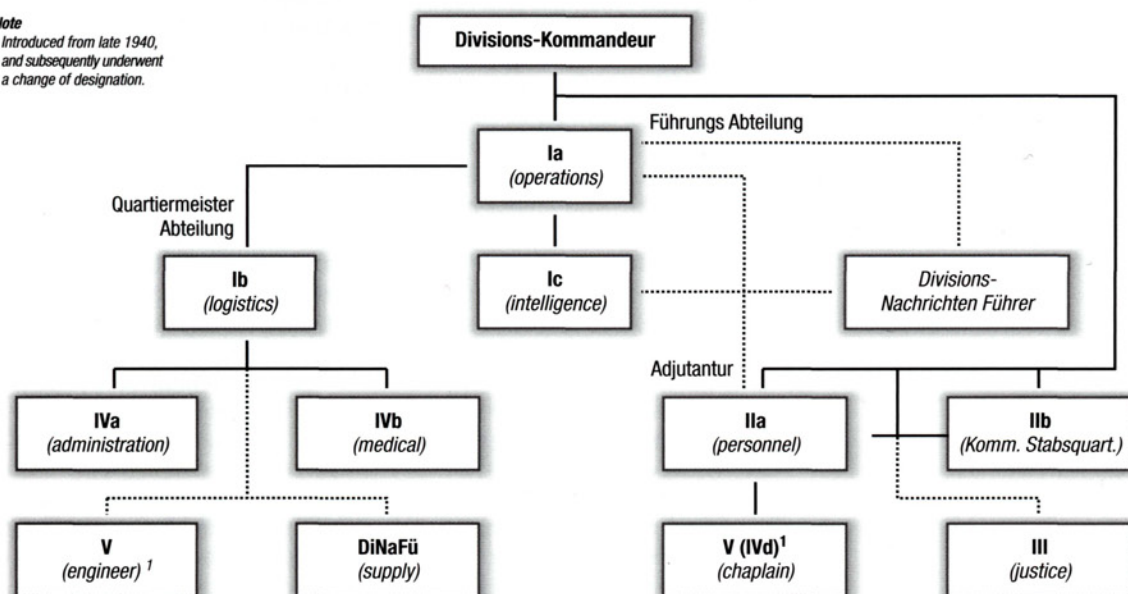 Introduced from late 1940,
and subsequently underwent
a change of designation.
Divisions-Kommandeur
Führungs Abteilung
Ia
(operations)
Quartiermeister
Abteilung
Ib
(logistics)
Ic
(intelligence)
Divisions-
Nachrichten Führer
Adjutantur
IVa
(administration)
IVb
(medical)
IIa
(personnel)
IIb
(Komm. Stabsquart.)
V
(engineer) 1
DiNaFü
(supply)
V (IVd)1
(chaplain)
III
(justice)